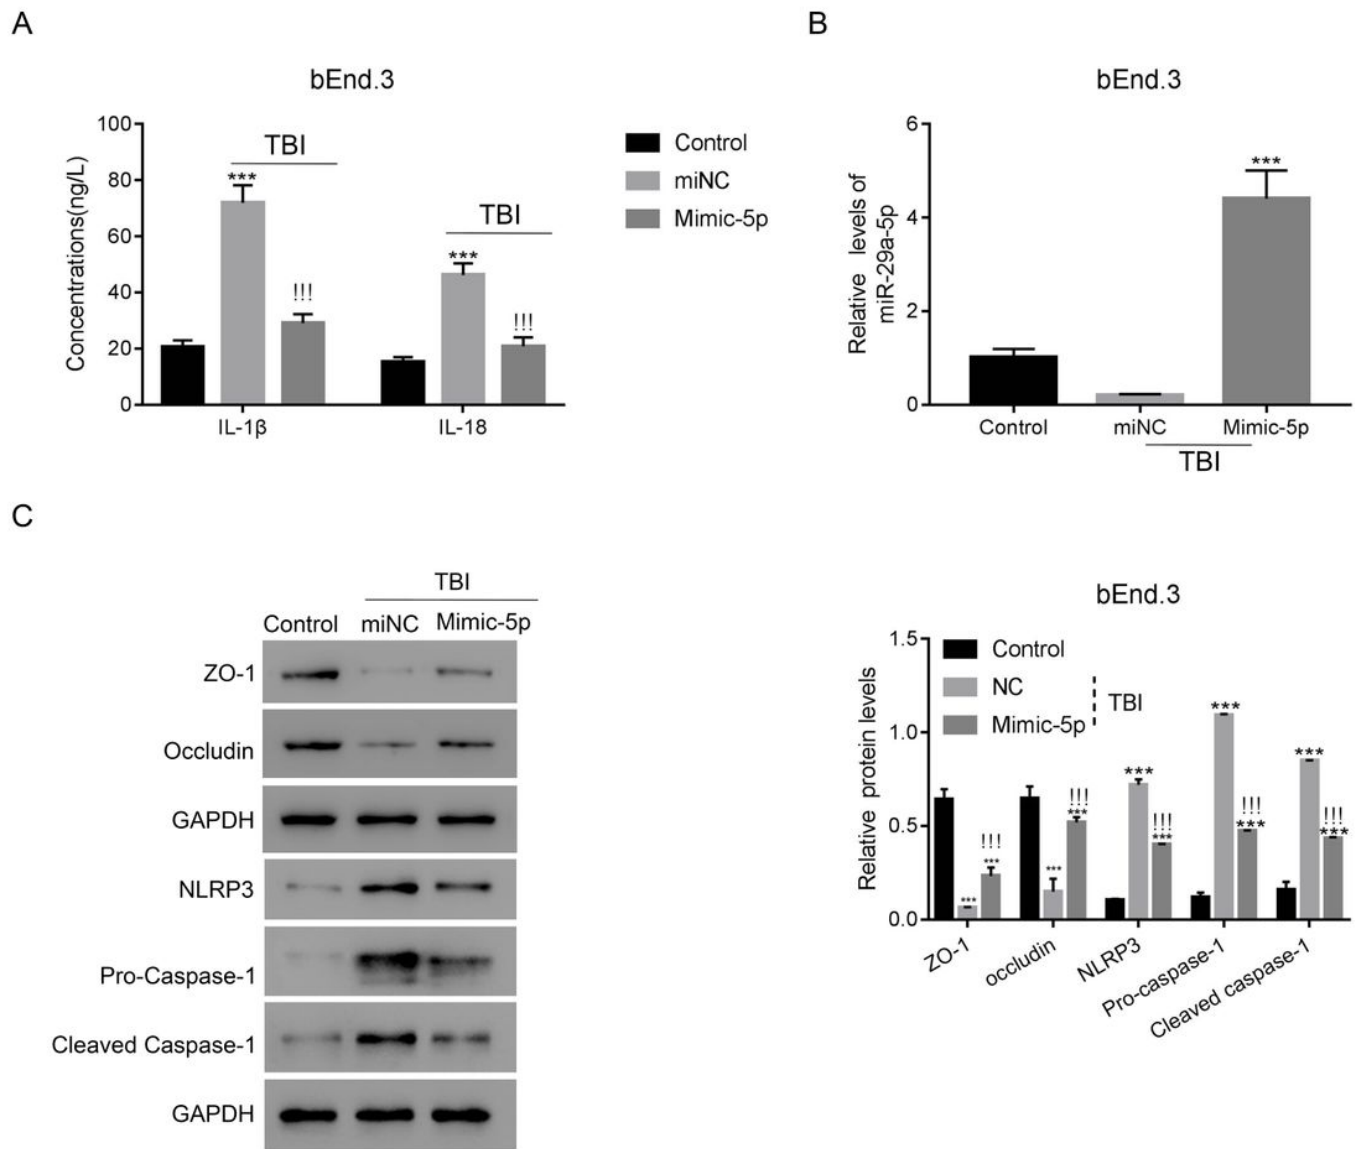 A
bEnd.3
Concentrations(ng/L)
100
80
60
40
20
0
TBI
***
!!!
TBI
***
!!!
IL-1β
IL-18
Control
miNC
Mimic-5p
B
bEnd.3
Relative levels of
miR-29a-5p
6
4
2
0
***
Control
miNC
Mimic-5p
TBI
C
TBI
Control
miNC
Mimic-5p
ZO-1
Occludin
GAPDH
NLRP3
Pro-Caspase-1
Cleaved Caspase-1
GAPDH
bEnd.3
Relative protein levels
1.5
1.0
0.5
0.0
Control
NC
Mimic-5p
TBI
***
!!!
***
***
!!!
***
***
!!!
***
***
!!!
***
***
!!!
***
ZO-1
occludin
NLRP3
Pro-caspase-1
Cleaved caspase-1